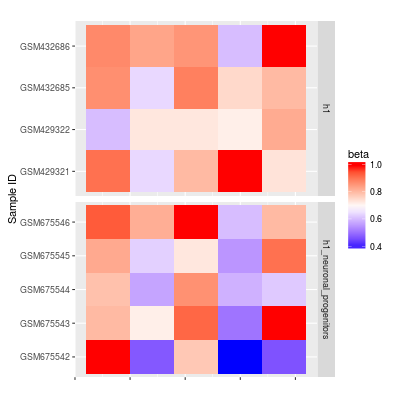 Sample ID
GSM432686
GSM432685
GSM429322
GSM429321
h1
GSM675546
GSM675545
GSM675544
GSM675543
GSM675542
h1_neuronal_progenitors
beta
1.0
0.8
0.6
0.4